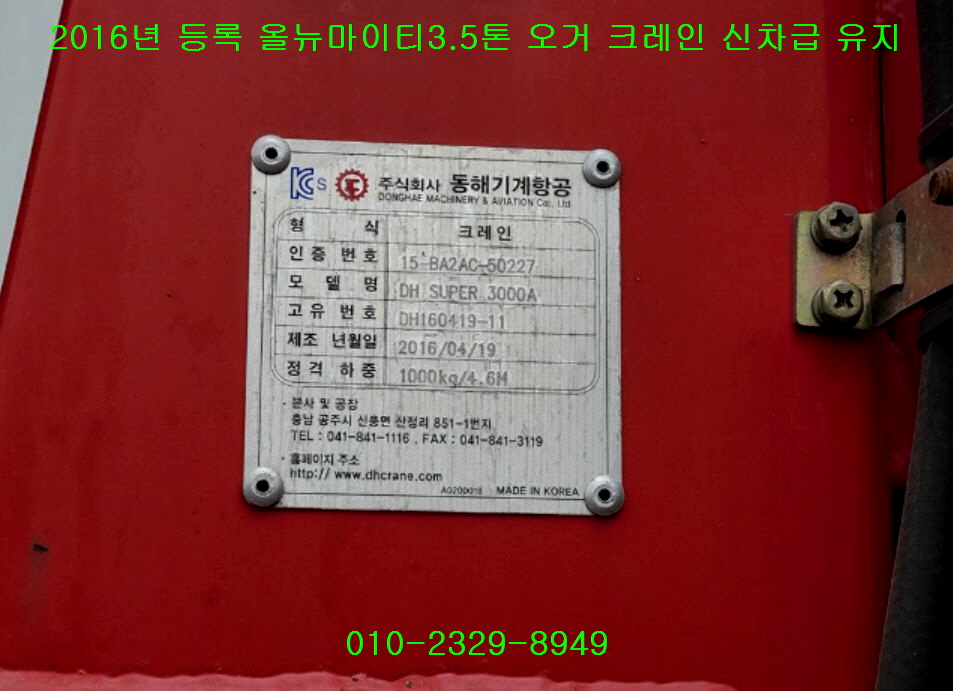 2016년 등록 올뉴마이티3.5톤 오거 크레인 신차급 유지
KC S 주식회사 동해기계항공
DONGHAE MACHINERY & AVIATION Co., Ltd
형 식 크레인
인증 번호 15-BA2AC-50227
모 델 명 DH SUPER 3000A
고유 번호 DH160419-11
제조 년월일 2016/04/19
정격 하중 1000kg/4.6M
· 본사 및 공장
충남 공주시 신풍면 산정리 851-1번지
TEL : 041-841-1116 . FAX : 041-841-3119
· 홈페이지 주소
http:// www.dhcrane.com
MADE IN KOREA
010-2329-8949